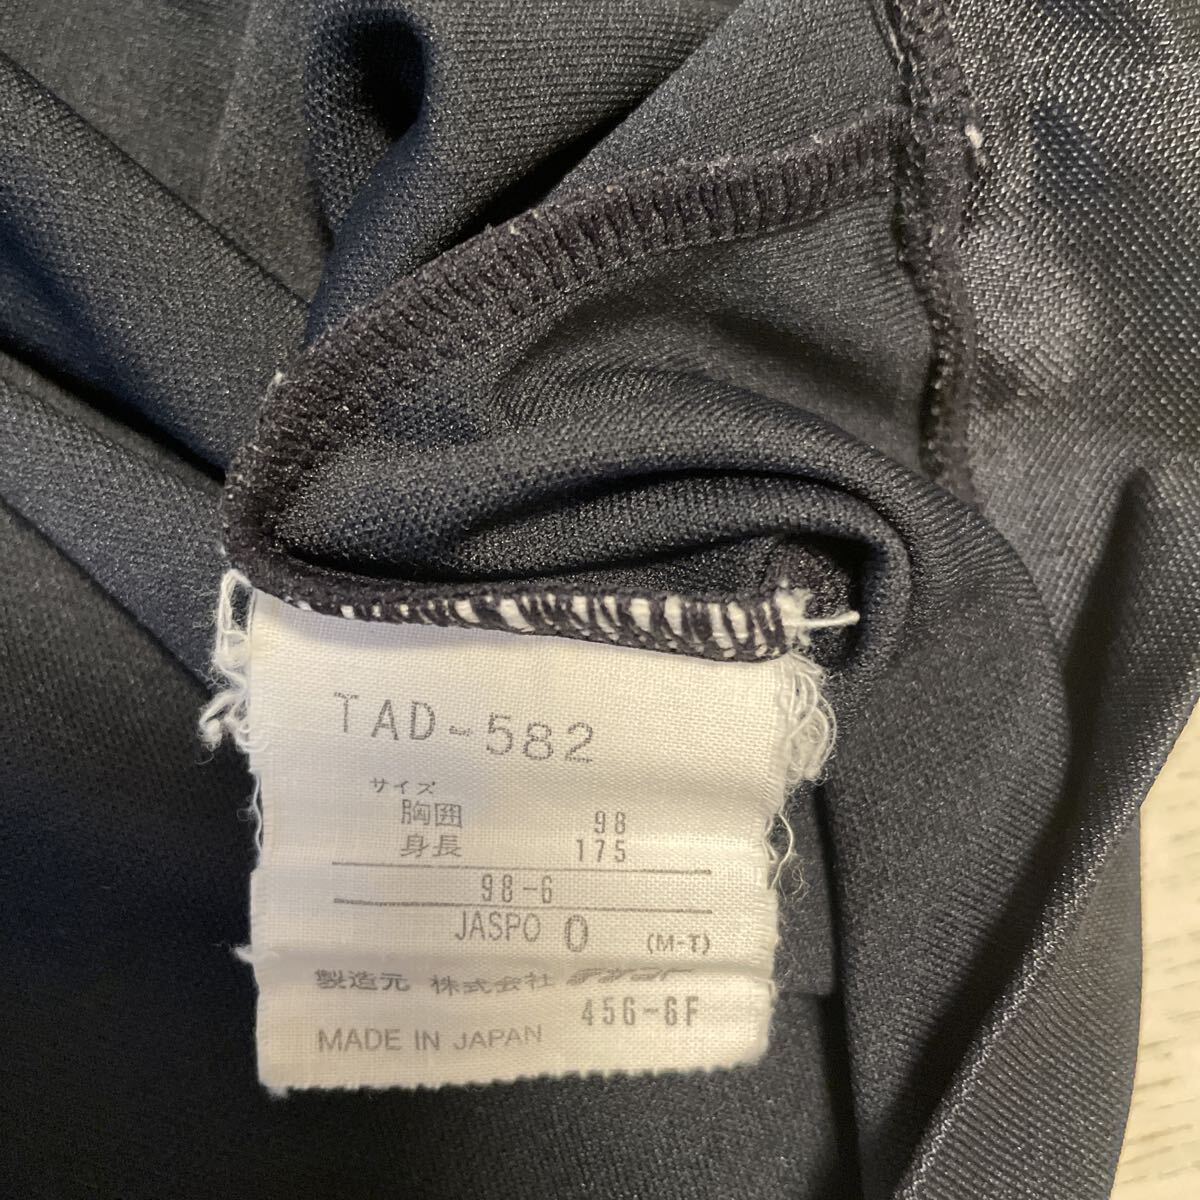 TAD-582
サイズ
胸囲 98
身長 175
98-6
JASPO O (M-T)
製造元 株式会社
456-6F
MADE IN JAPAN